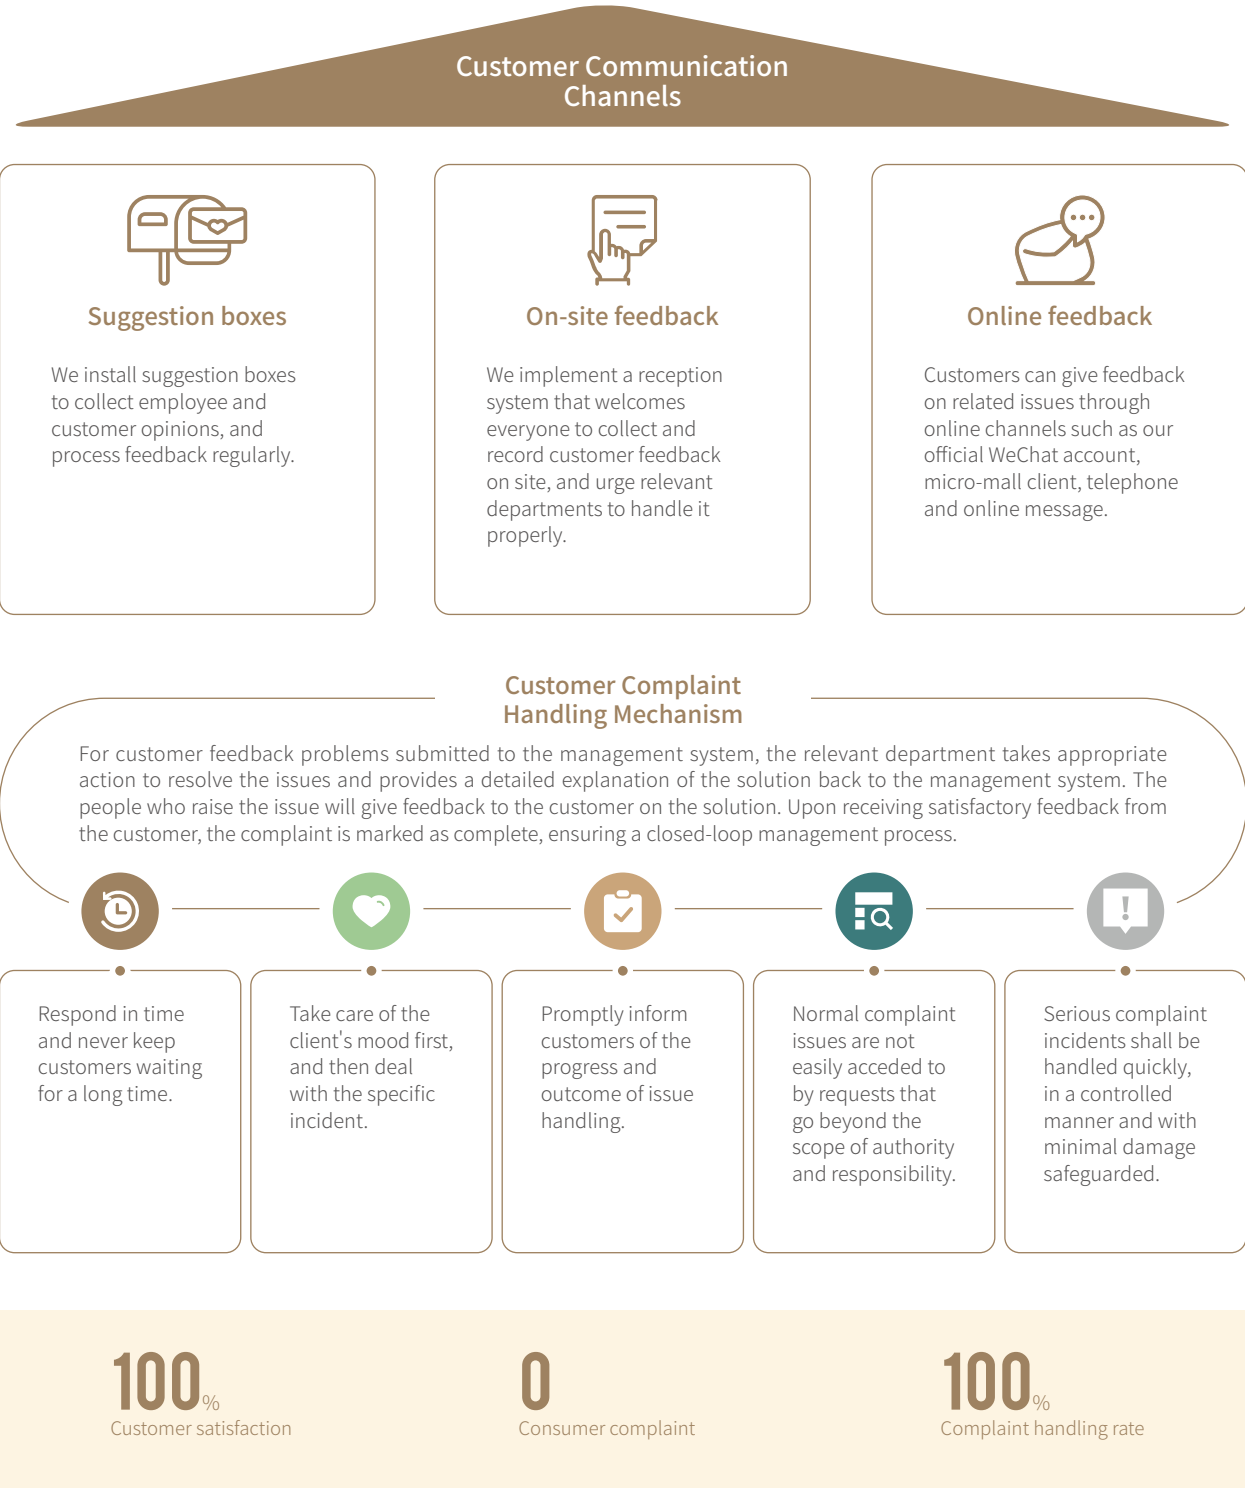 Customer Communication
Channels
Suggestion boxes
We install suggestion boxes
to collect employee and
customer opinions, and
process feedback regularly.
On-site feedback
We implement a reception
system that welcomes
everyone to collect and
record customer feedback
on site, and urge relevant
departments to handle it
properly.
Online feedback
Customers can give feedback
on related issues through
online channels such as our
official WeChat account,
micro-mall client, telephone
and online message.
Customer Complaint
Handling Mechanism
For customer feedback problems submitted to the management system, the relevant department takes appropriate
action to resolve the issues and provides a detailed explanation of the solution back to the management system. The
people who raise the issue will give feedback to the customer on the solution. Upon receiving satisfactory feedback from
the customer, the complaint is marked as complete, ensuring a closed-loop management process.
Respond in time
and never keep
customers waiting
for a long time.
Take care of the
client's mood first,
and then deal
with the specific
incident.
Promptly inform
customers of the
progress and
outcome of issue
handling.
Normal complaint
issues are not
easily acceded to
by requests that
go beyond the
scope of authority
and responsibility.
Serious complaint
incidents shall be
handled quickly,
in a controlled
manner and with
minimal damage
safeguarded.
100%
Customer satisfaction
0
Consumer complaint
100%
Complaint handling rate